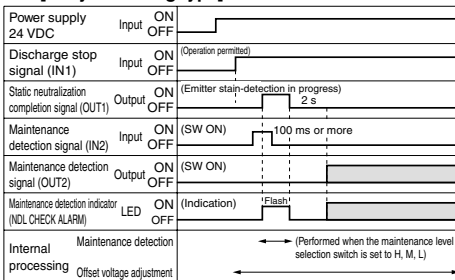 Power supply
24 VDC
Input
ON
OFF
Discharge stop
signal (IN1)
Input
ON
OFF
(Operation permitted)
Static neutralization
completion signal (OUT1)
Output
ON
OFF
(Emitter stain-detection in progress)
2 s
Maintenance
detection signal (IN2)
Input
ON
OFF
(SW ON)
100 ms or more
Maintenance detection
signal (OUT2)
Output
ON
OFF
(SW ON)
Maintenance detection indicator
(NDL CHECK ALARM)
LED
ON
OFF
(Indication)
Flash
Internal
processing
Maintenance detection
(Performed when the maintenance level
selection switch is set to H, M, L)
Offset voltage adjustment